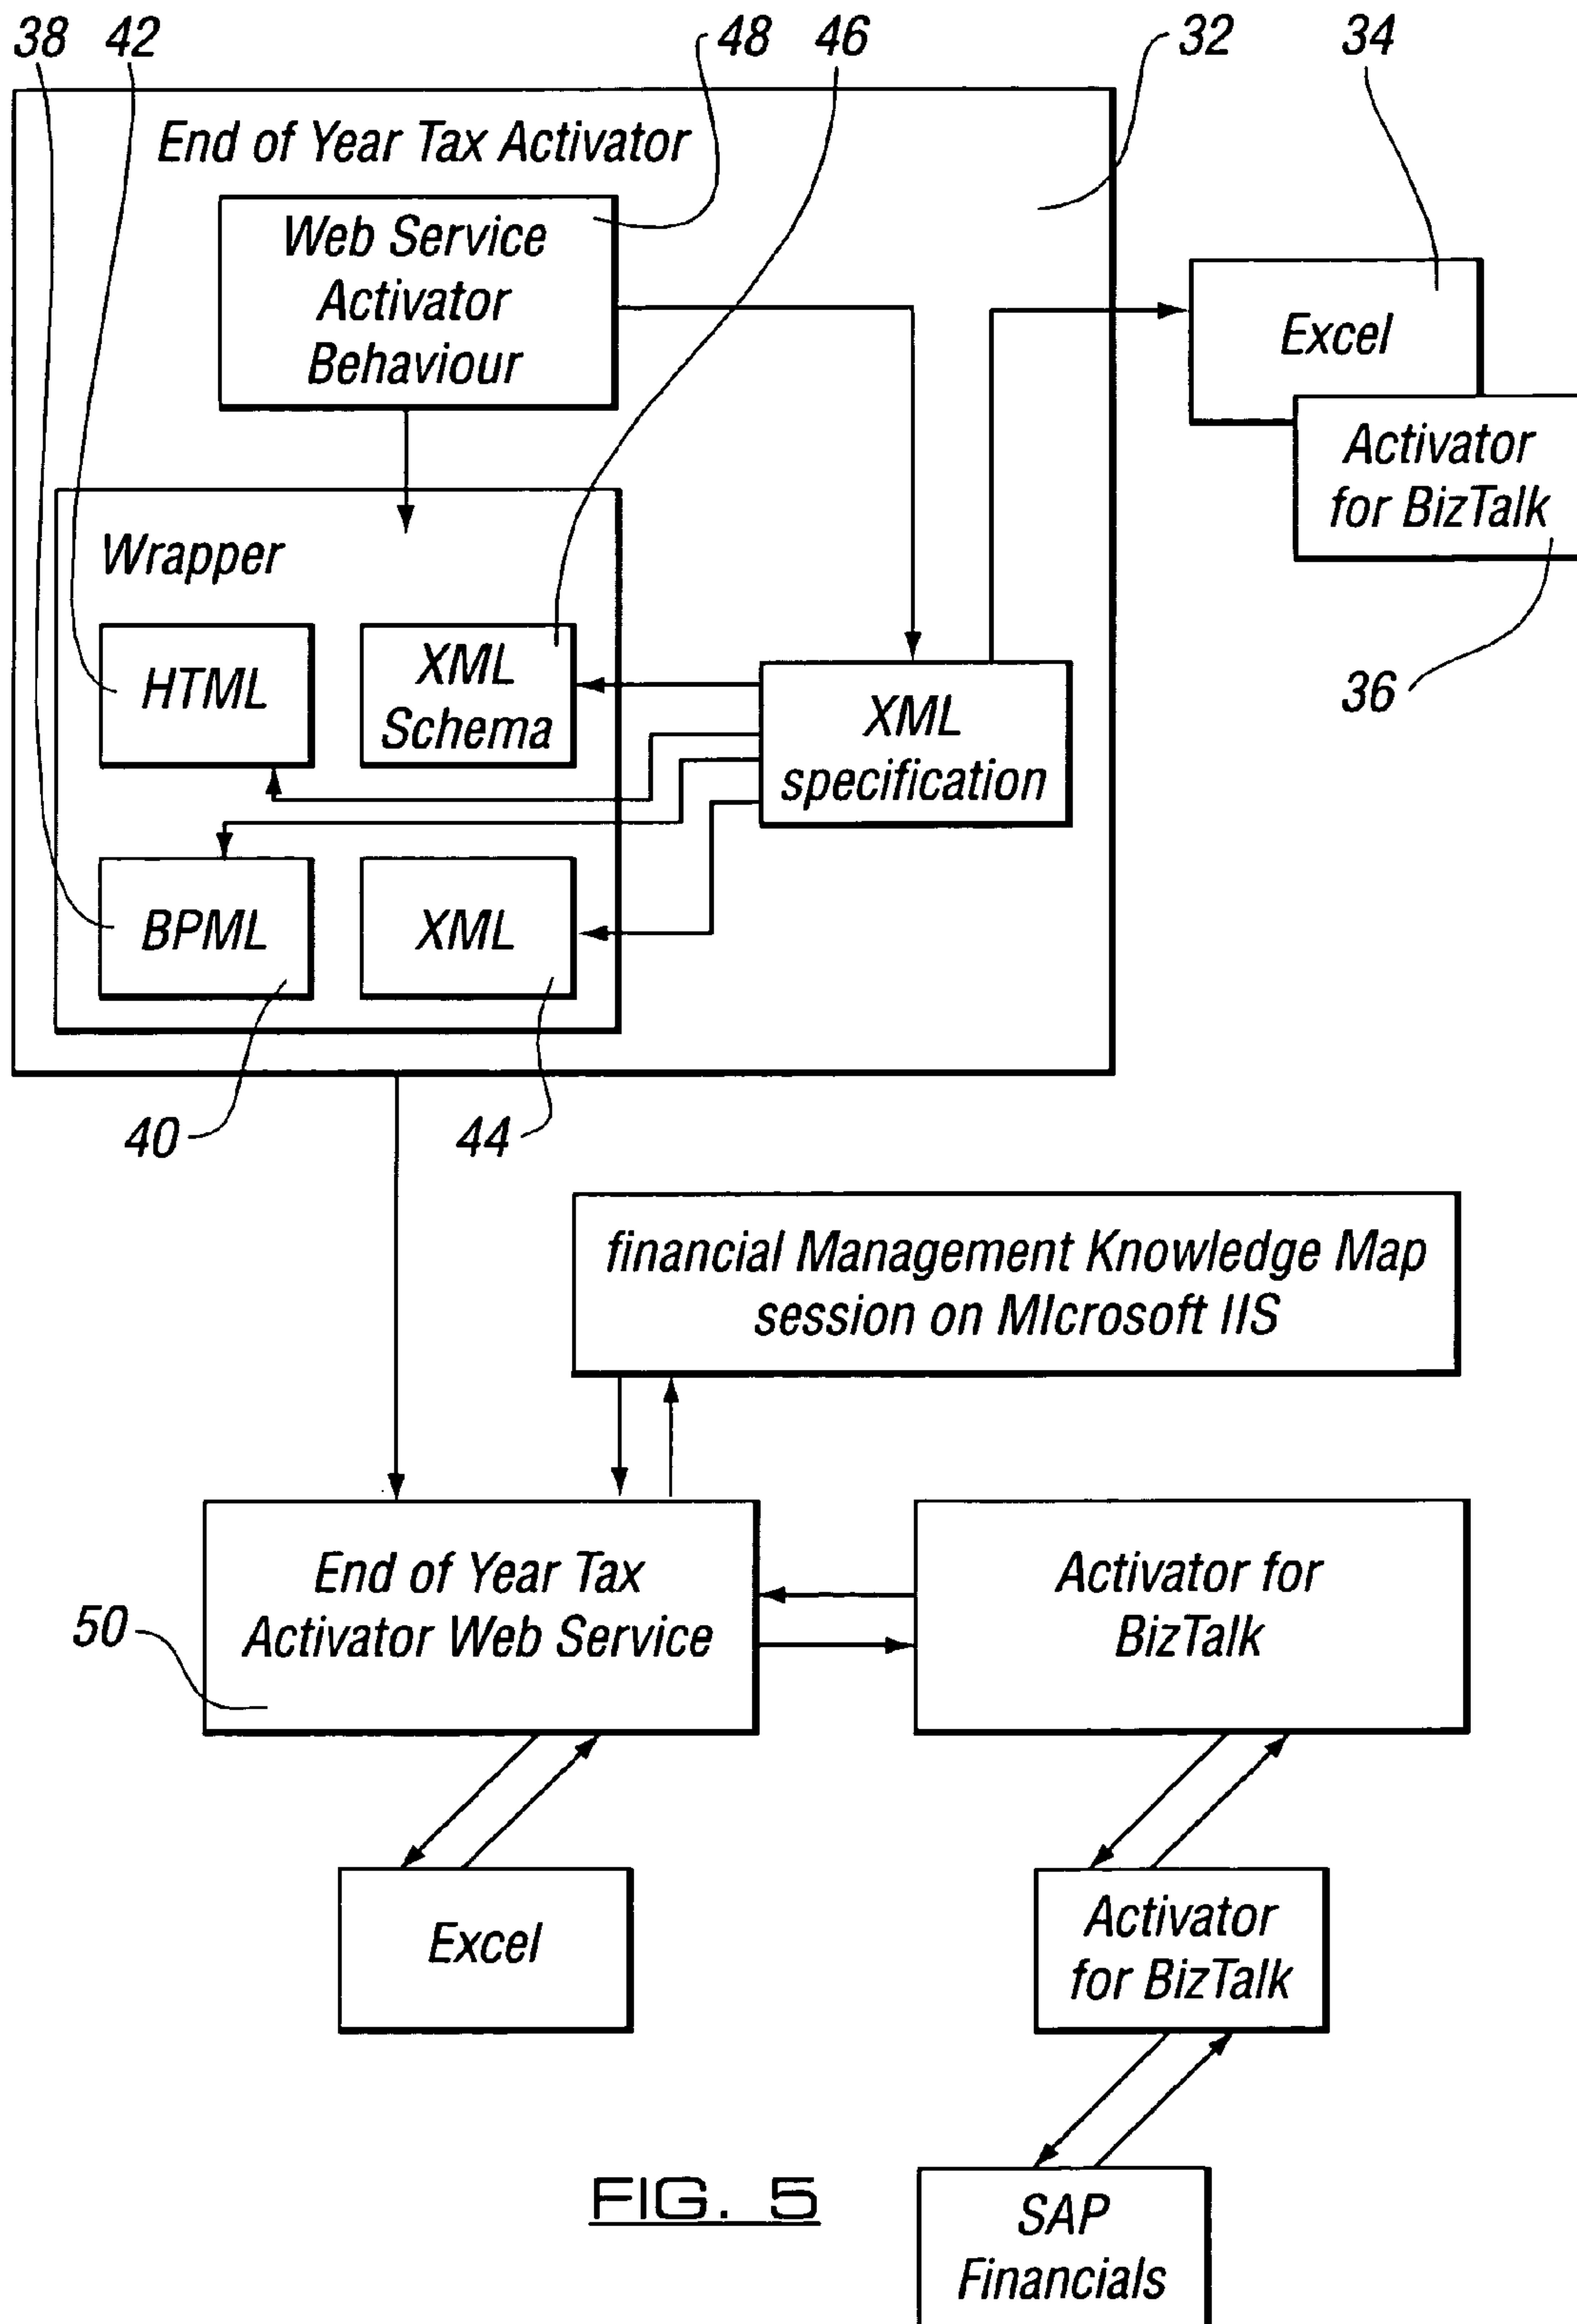 38 42 48 46 32 34
End of Year Tax Activator
Web Service
Activator
Behaviour
Excel
Activator
for BizTalk
36
Wrapper
HTML
XML
Schema
XML
specification
BPML
XML
40 44
financial Management Knowledge Map
session on MIcrosoft IIS
50
End of Year Tax
Activator Web Service
Activator for
BizTalk
Excel
Activator
for BizTalk
SAP
Financials
FIG. 5